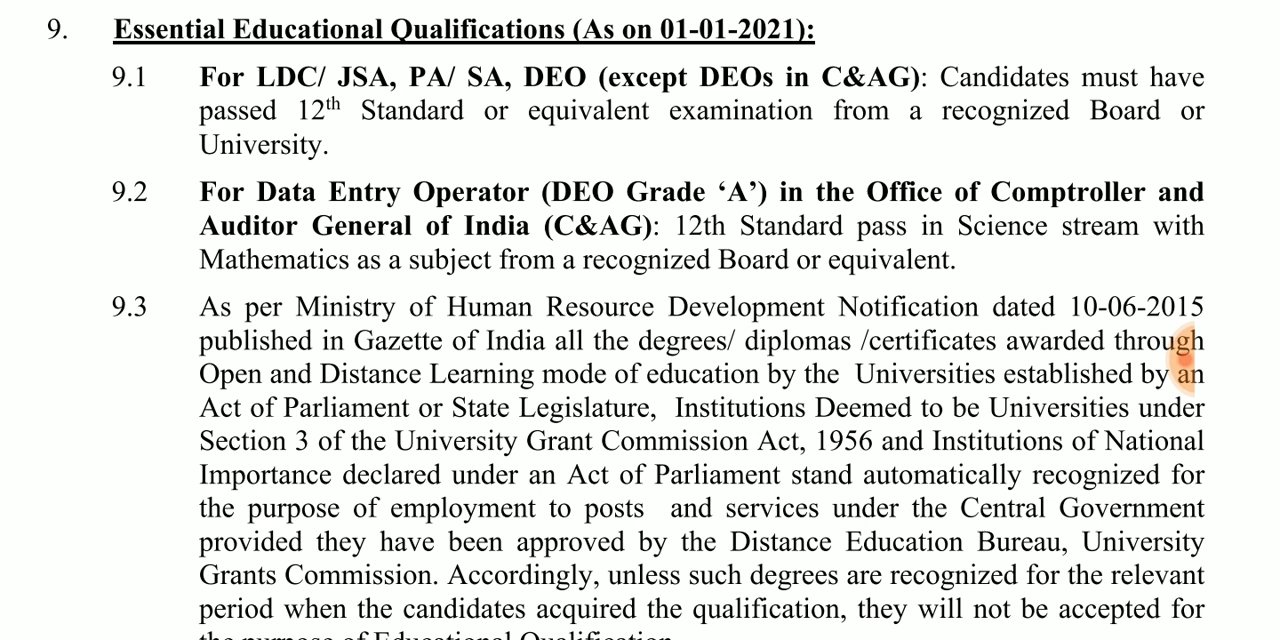 9. Essential Educational Qualifications (As on 01-01-2021):
9.1 For LDC/ JSA, PA/ SA, DEO (except DEOs in C&AG): Candidates must have
passed 12th Standard or equivalent examination from a recognized Board or
University.
9.2 For Data Entry Operator (DEO Grade ‘A’) in the Office of Comptroller and
Auditor General of India (C&AG): 12th Standard pass in Science stream with
Mathematics as a subject from a recognized Board or equivalent.
9.3 As per Ministry of Human Resource Development Notification dated 10-06-2015
published in Gazette of India all the degrees/ diplomas /certificates awarded through
Open and Distance Learning mode of education by the Universities established by an
Act of Parliament or State Legislature, Institutions Deemed to be Universities under
Section 3 of the University Grant Commission Act, 1956 and Institutions of National
Importance declared under an Act of Parliament stand automatically recognized for
the purpose of employment to posts and services under the Central Government
provided they have been approved by the Distance Education Bureau, University
Grants Commission. Accordingly, unless such degrees are recognized for the relevant
period when the candidates acquired the qualification, they will not be accepted for
the purpose of Educational Qualification